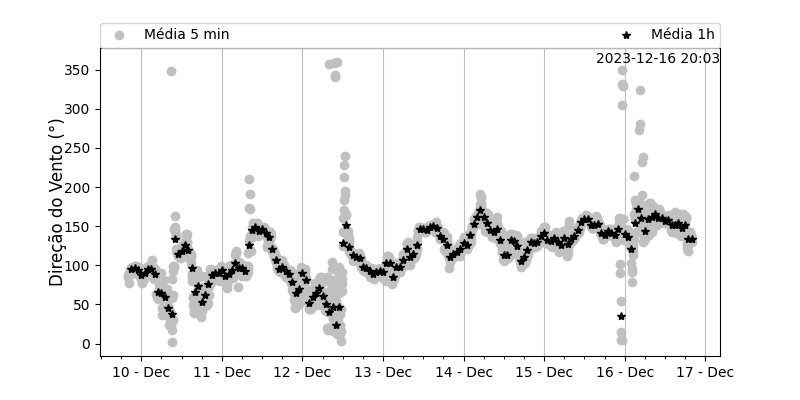 Média 5 min
Média 1h
2023-12-16 20:03
Direção do Vento (°)
350
300
250
200
150
100
50
0
10 - Dec
11 - Dec
12 - Dec
13 - Dec
14 - Dec
15 - Dec
16 - Dec
17 - Dec